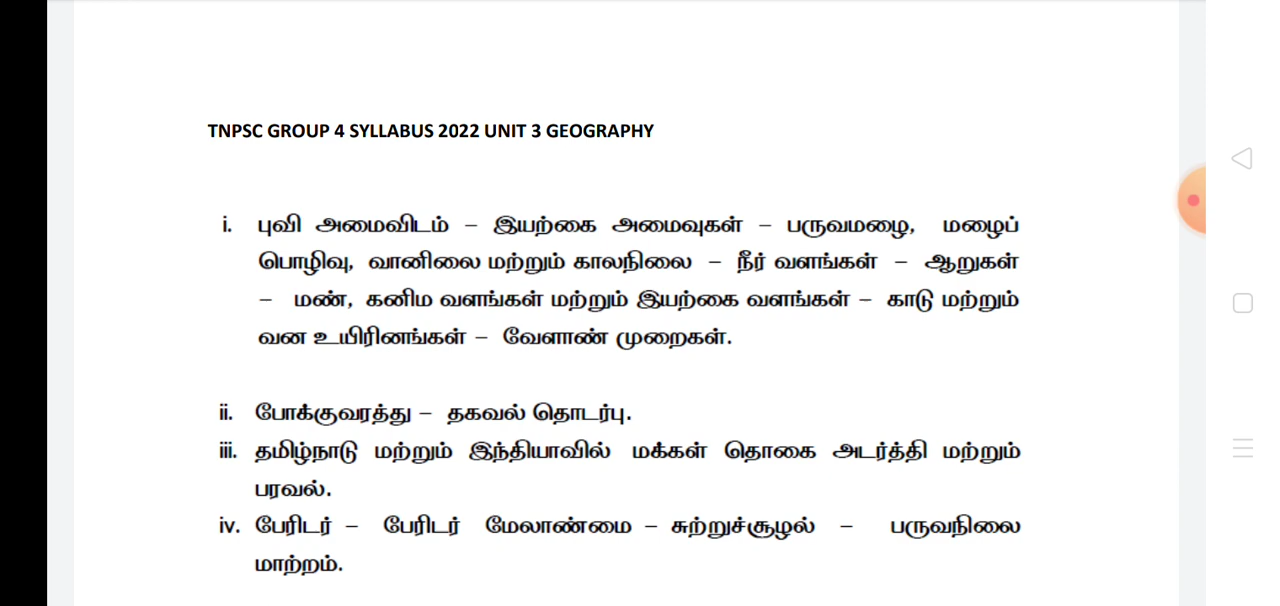 TNPSC GROUP 4 SYLLABUS 2022 UNIT 3 GEOGRAPHY
i. புவி அமைவிடம் – இயற்கை அமைவுகள் – பருவமழை, மழைப்
பொழிவு, வானிலை மற்றும் காலநிலை – நீர் வளங்கள் – ஆறுகள்
– மண், கனிம வளங்கள் மற்றும் இயற்கை வளங்கள் – காடு மற்றும்
வன உயிரினங்கள் – வேளாண் முறைகள்.
ii. போக்குவரத்து – தகவல் தொடர்பு.
iii. தமிழ்நாடு மற்றும் இந்தியாவில் மக்கள் தொகை அடர்த்தி மற்றும்
பரவல்.
iv. பேரிடர் – பேரிடர் மேலாண்மை – சுற்றுச்சூழல் – பருவநிலை
மாற்றம்.